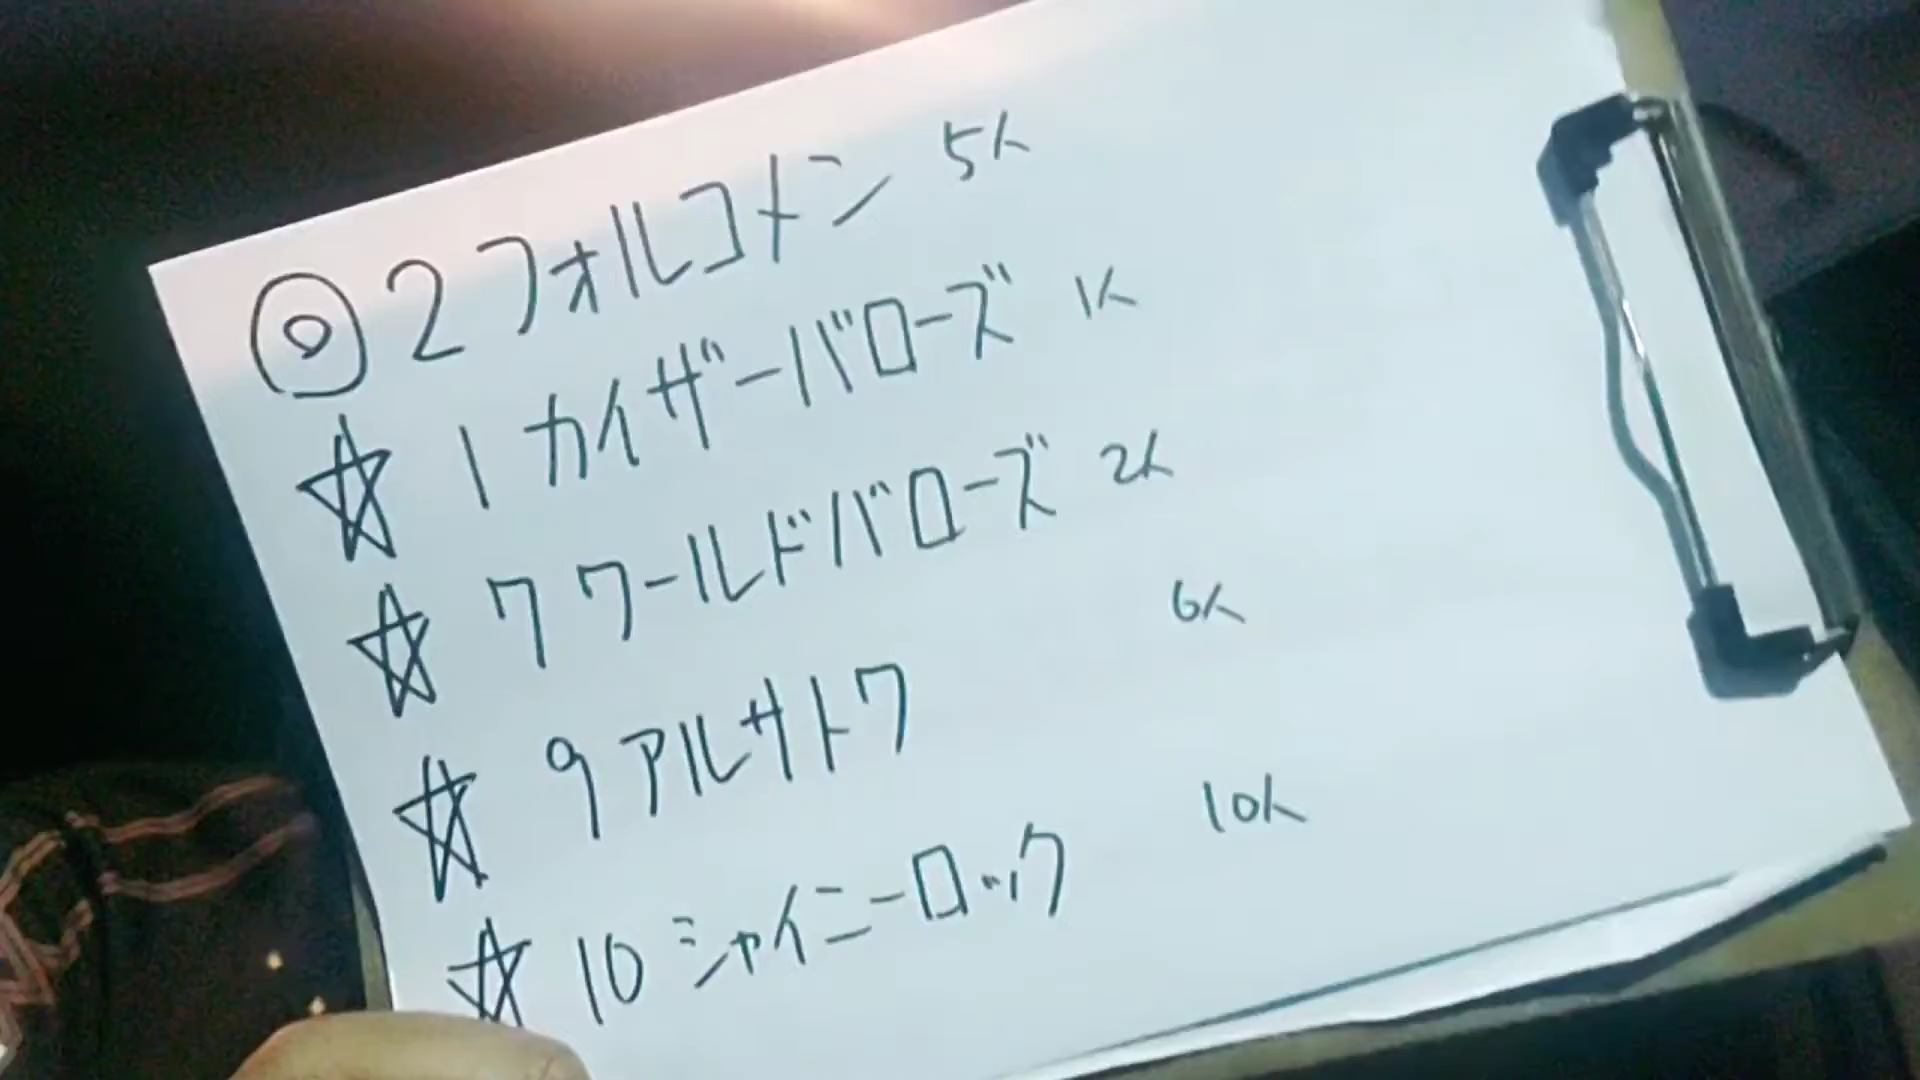 ◎ 2 フォルコメン 5人
☆ 1 カイザーバローズ 1人
☆ 7 ワールドバローズ 2人
☆ 9 アルサトワ 6人
☆ 10 シャイニーロック 10人